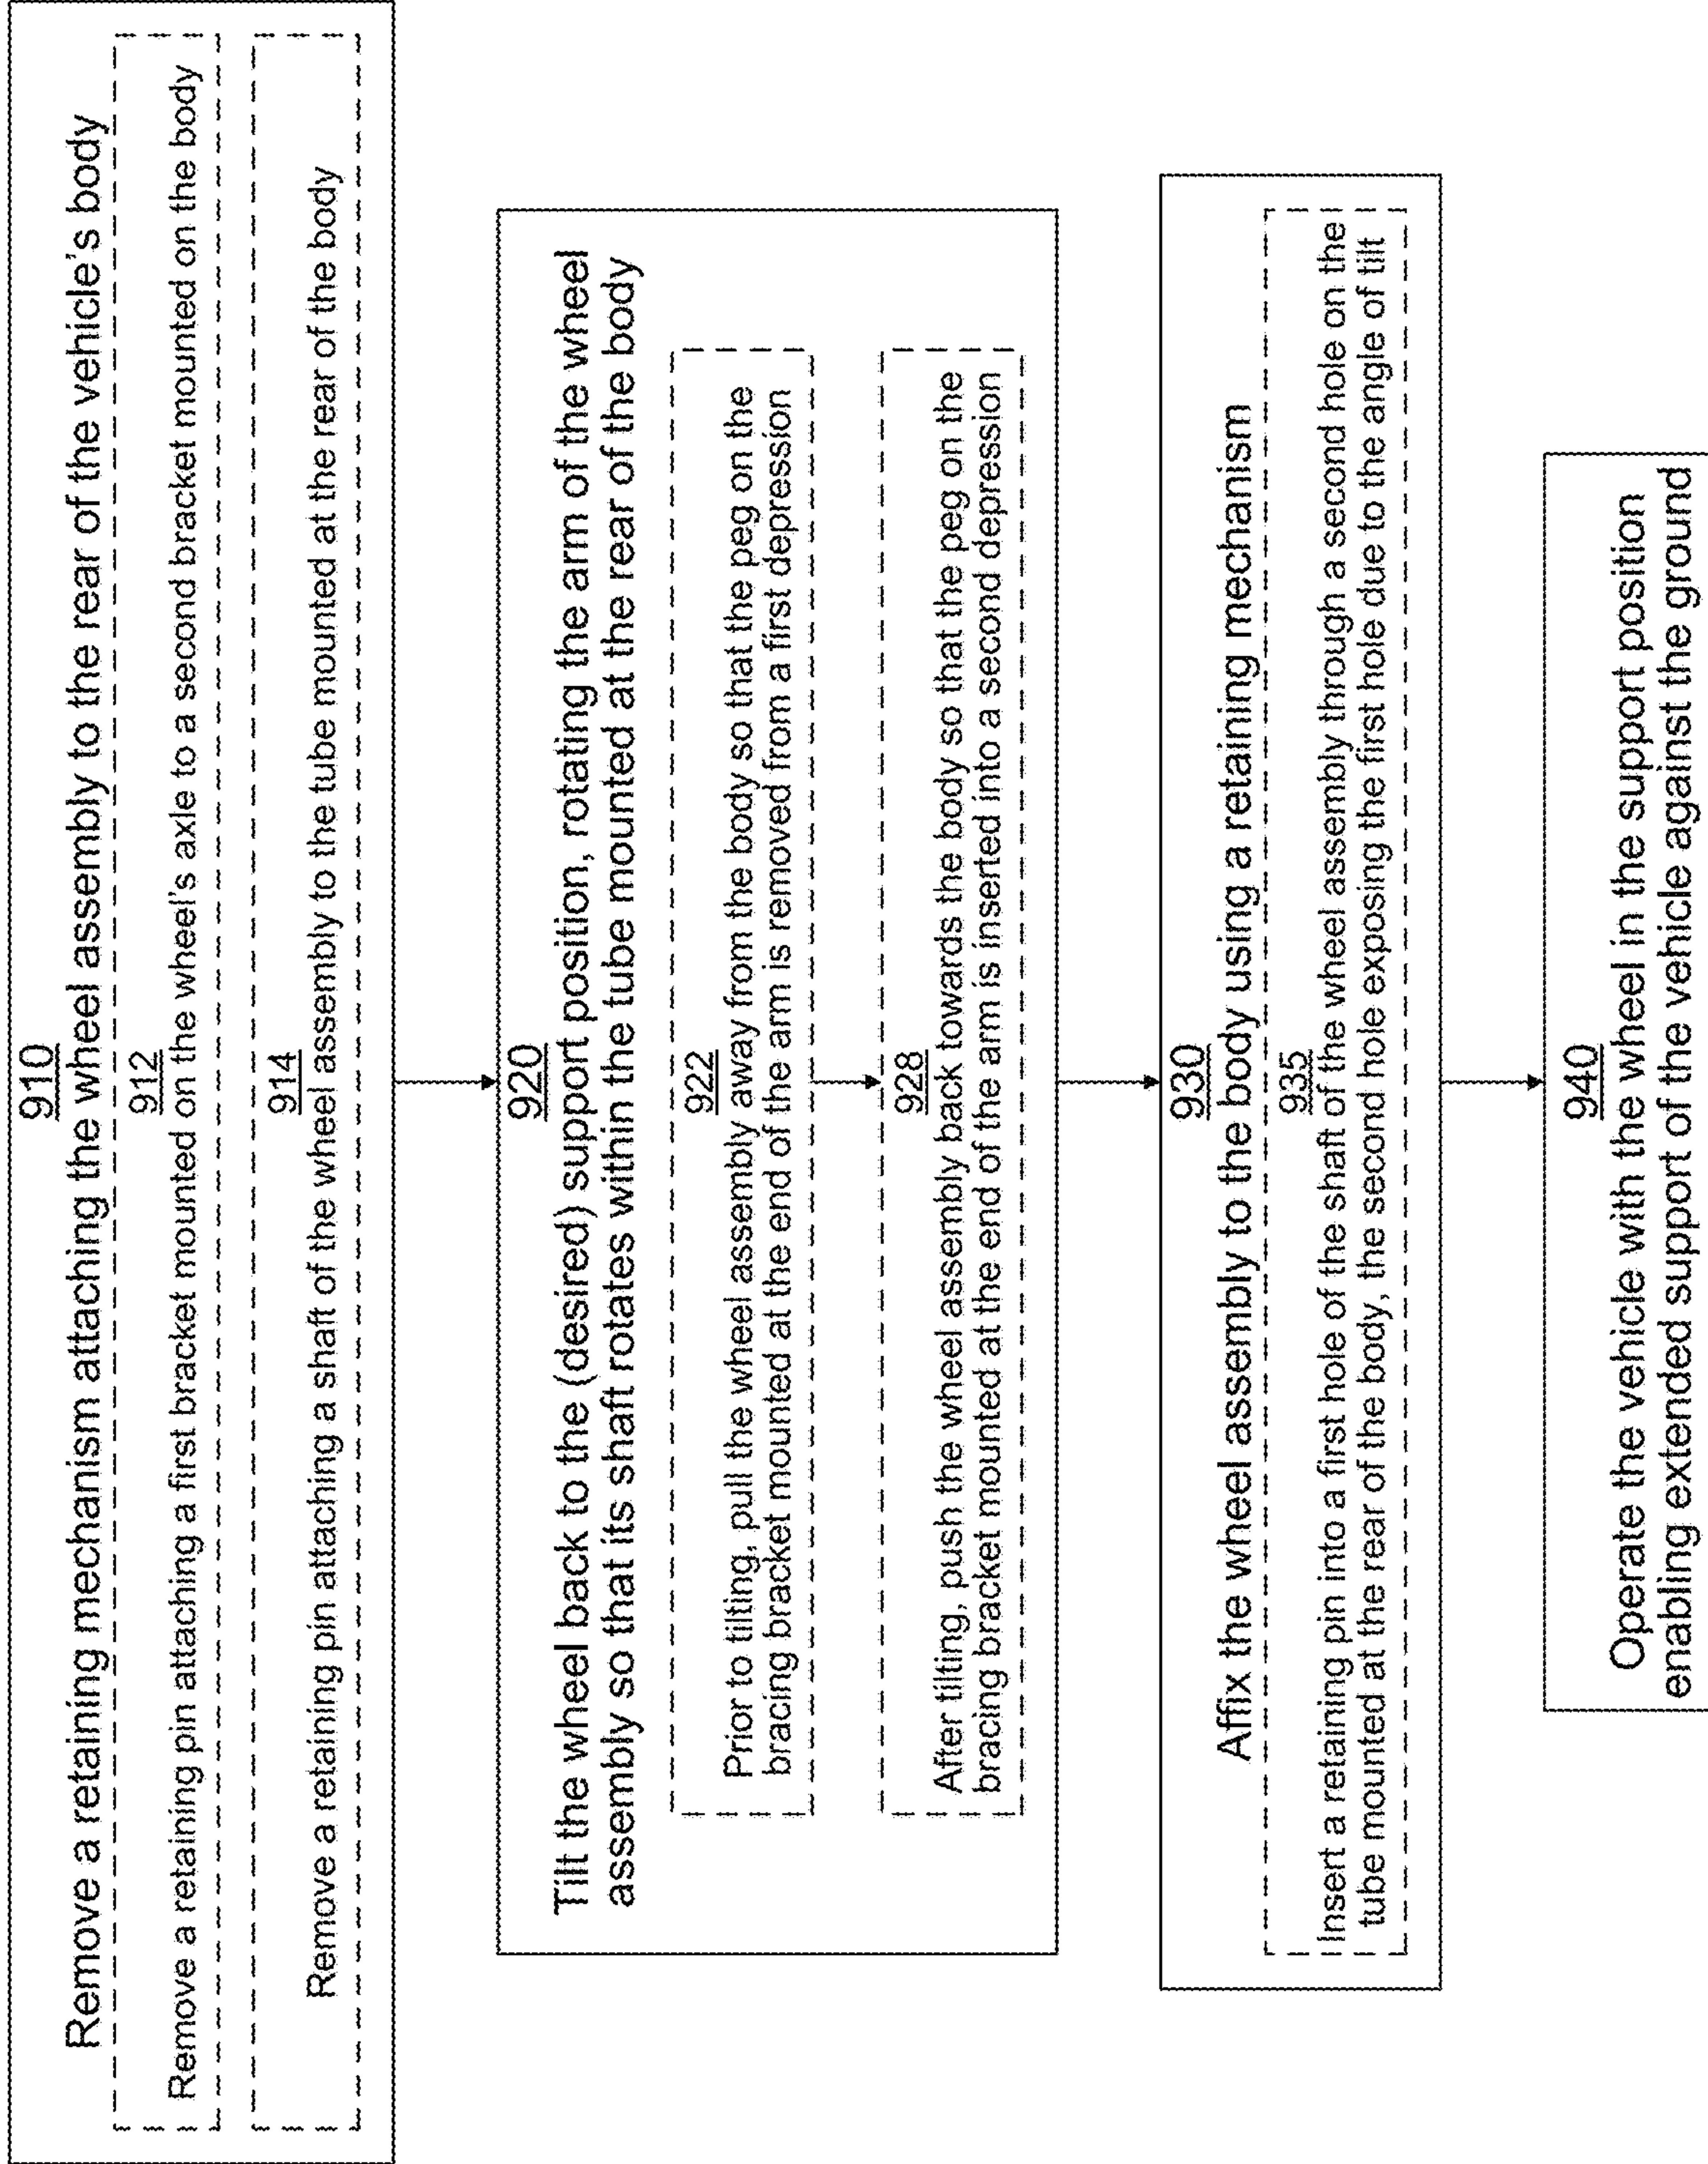 910
Remove a retaining mechanism attaching the wheel assembly to the rear of the vehicle's body
912
Remove a retaining pin attaching a first bracket mounted on the wheel's axle to a second bracket mounted on the body
914
Remove a retaining pin attaching a shaft of the wheel assembly to the tube mounted at the rear of the body
920
Tilt the wheel back to the (desired) support position, rotating the arm of the wheel
assembly so that its shaft rotates within the tube mounted at the rear of the body
922
Prior to tilting, pull the wheel assembly away from the body so that the peg on the
bracing bracket mounted at the end of the arm is removed from a first depression
928
After tilting, push the wheel assembly back towards the body so that the peg on the
bracing bracket mounted at the end of the arm is inserted into a second depression
930
Affix the wheel assembly to the body using a retaining mechanism
935
Insert a retaining pin into a first hole of the shaft of the wheel assembly through a second hole on the
tube mounted at the rear of the body, the second hole exposing the first hole due to the angle of tilt
940
Operate the vehicle with the wheel in the support position
enabling extended support of the vehicle against the ground